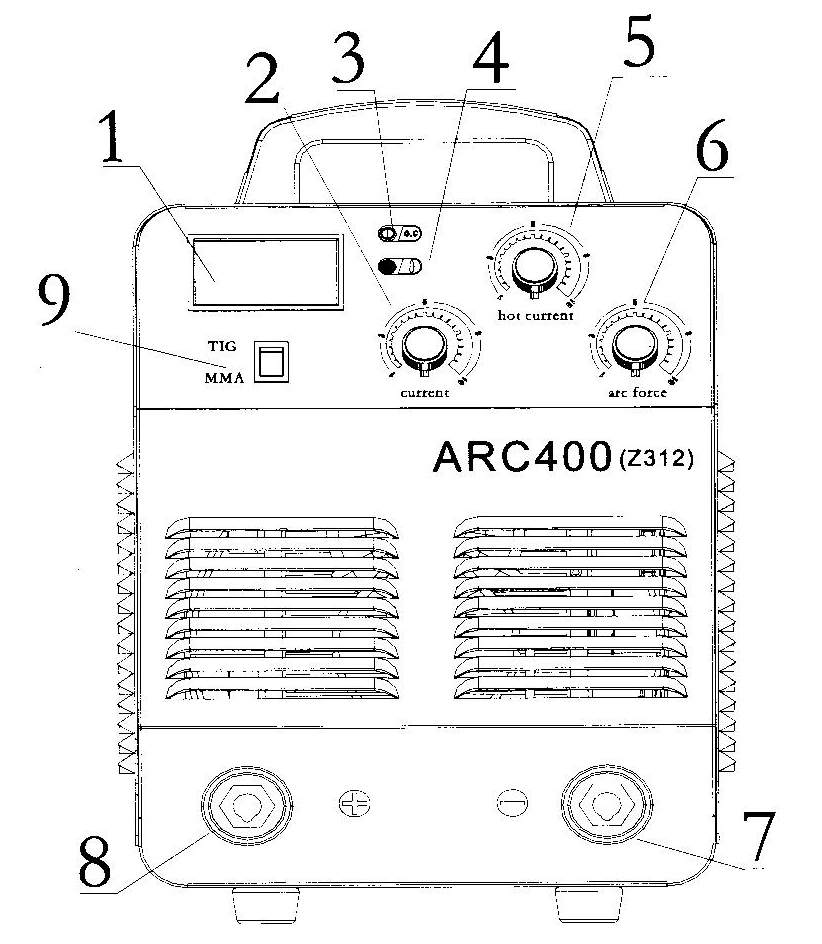 3
4
5
2
1
6
O.C
hot current
9
TIG
MMA
current
arc force
ARC400 (Z312)
8
7